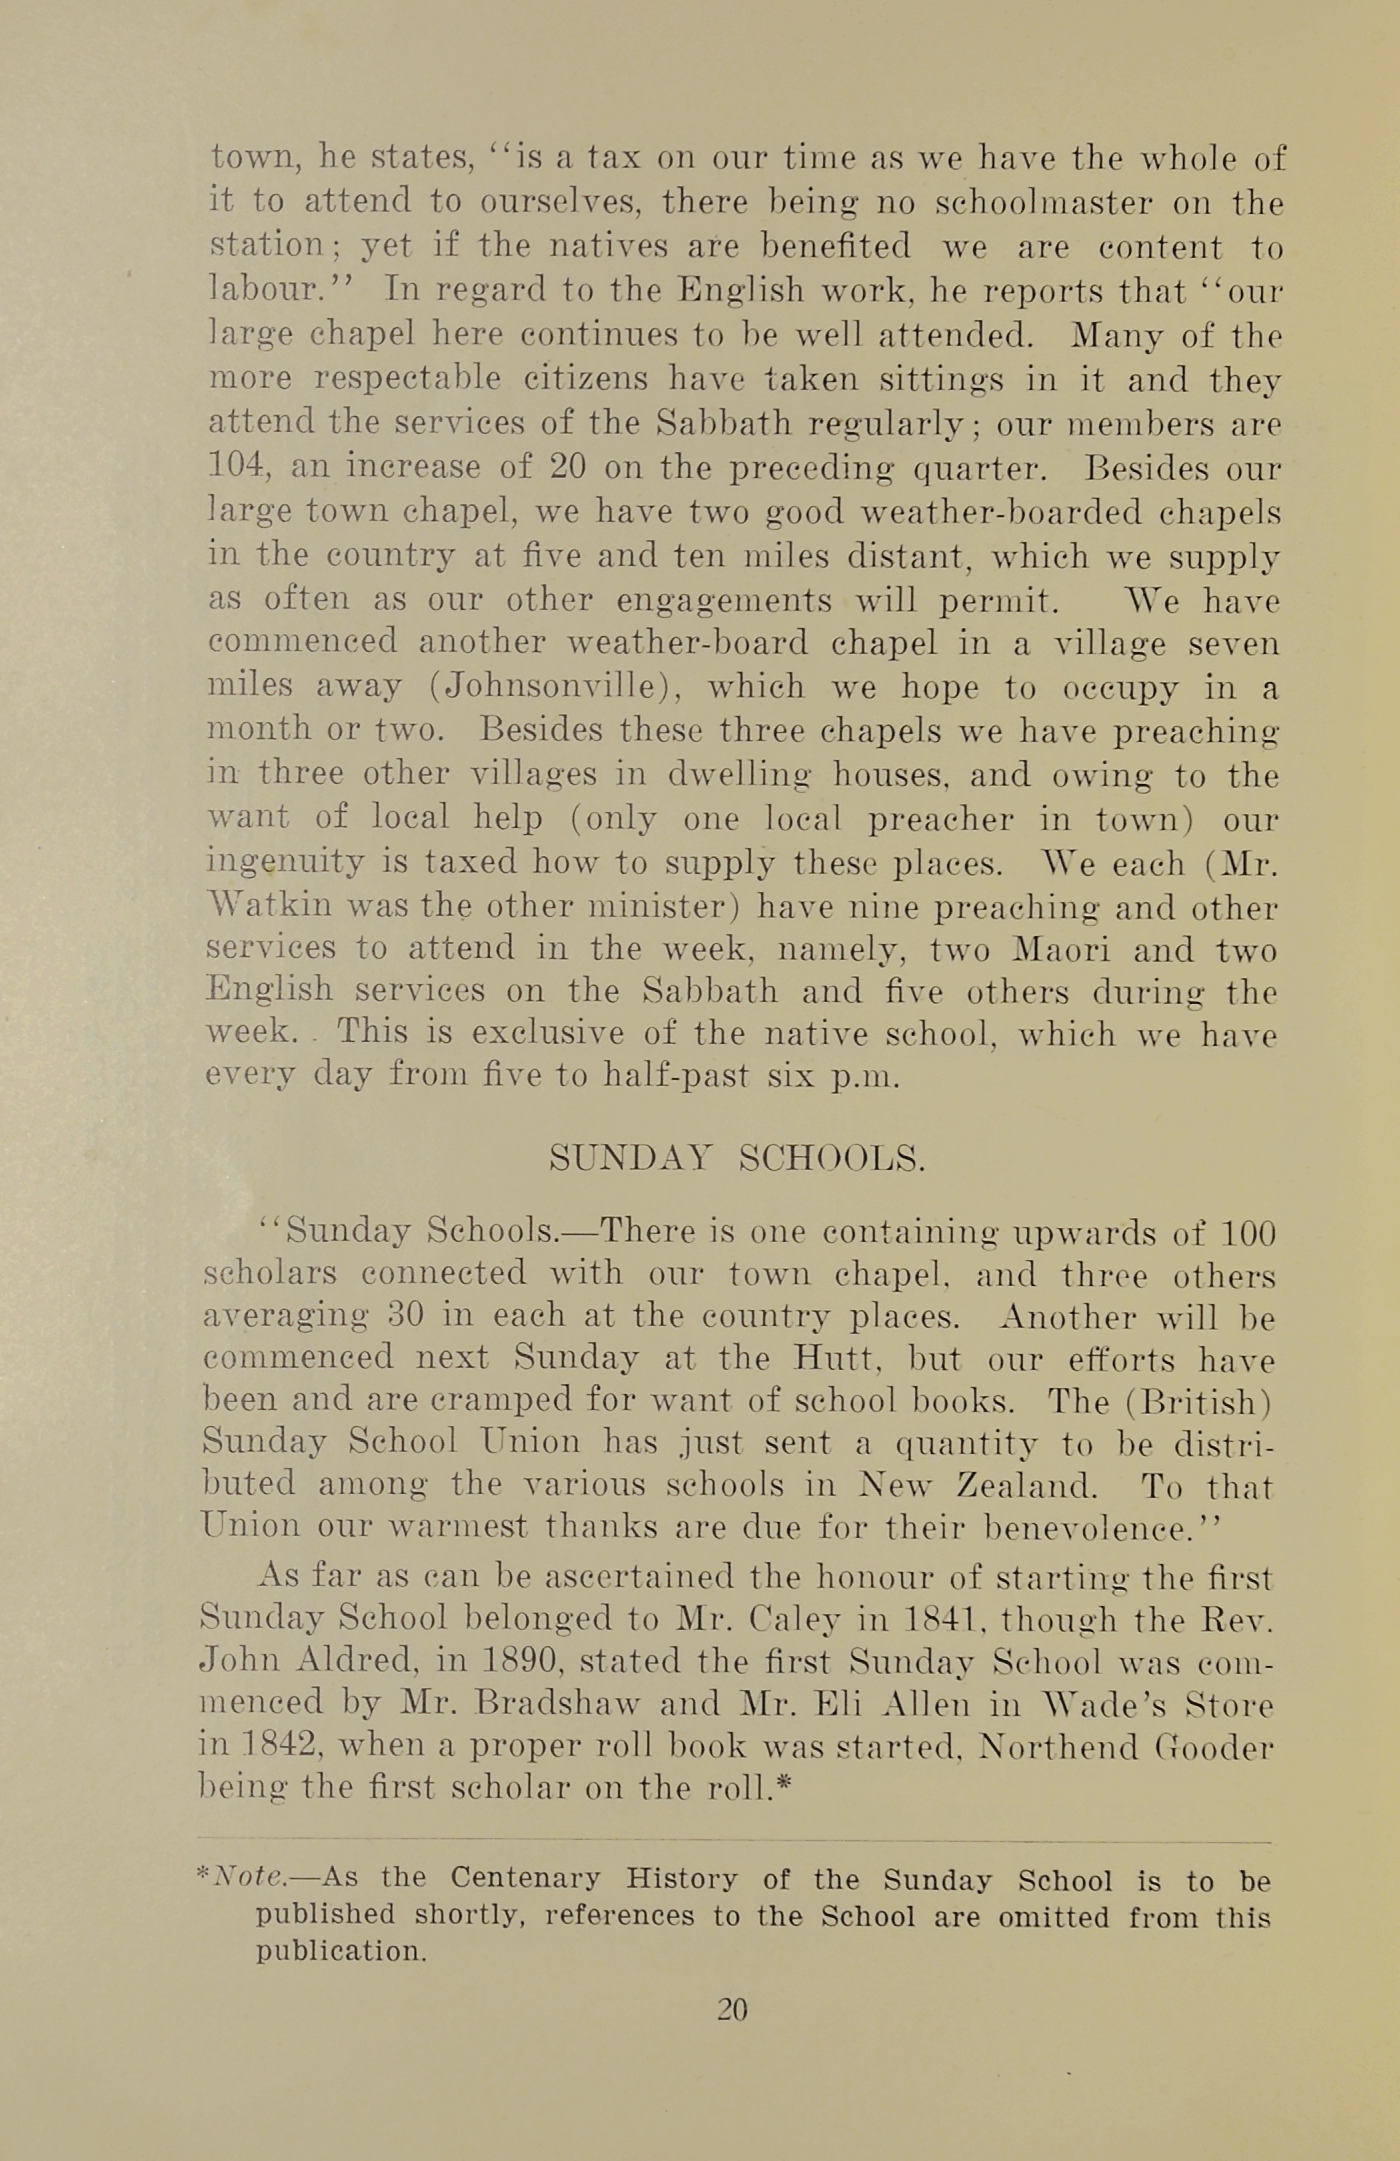 town, he states, ‘‘is a tax on our time as we have the whole of
it to attend to ourselves, there being no schoolmaster on the
station; yet if the natives are benefited we are content to
labour.’’ In regard to the English work, he reports that ‘‘our
large chapel here continues to be well attended. Many of the
more respectable citizens have taken sittings in it and they
attend the services of the Sabbath regularly; our members are
104, an increase of 20 on the preceding quarter. Besides our
large town chapel, we have two good weather-boarded chapels
in the country at five and ten miles distant, which we supply
as often as our other engagements will permit. We have
commenced another weather-board chapel in a village seven
miles away (Johnsonville), which we hope to occupy in a
month or two. Besides these three chapels we have preaching
in three other villages in dwelling houses, and owing to the
want of local help (only one local preacher in town) our
ingenuity is taxed how to supply these places. We each (Mr.
Watkin was the other minister) have nine preaching and other
services to attend in the week, namely, two Maori and two
English services on the Sabbath and five others during the
week. This is exclusive of the native school, which we have
every day from five to half-past six p.m.
SUNDAY SCHOOLS.
‘‘Sunday Schools.—There is one containing upwards of 100
scholars connected with our town chapel, and three others
averaging 30 in each at the country places. Another will be
commenced next Sunday at the Hutt, but our efforts have
been and are cramped for want of school books. The (British)
Sunday School Union has just sent a quantity to be distri-
buted among the various schools in New Zealand. To that
Union our warmest thanks are due for their benevolence.’’
As far as can be ascertained the honour of starting the first
Sunday School belonged to Mr. Caley in 1841, though the Rev.
John Aldred, in 1890, stated the first Sunday School was com-
menced by Mr. Bradshaw and Mr. Eli Allen in Wade's Store
in 1842, when a proper roll book was started, Northend Gooder
being the first scholar on the roll.*
*Note.—As the Centenary History of the Sunday School is to be
published shortly, references to the School are omitted from this
publication.
20